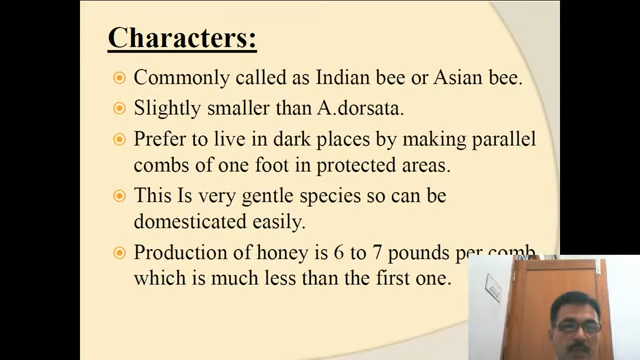 Characters:
Commonly called as Indian bee or Asian bee.
Slightly smaller than A.dorsata.
Prefer to live in dark places by making parallel
combs of one foot in protected areas.
This Is very gentle species so can be
domesticated easily.
Production of honey is 6 to 7 pounds per comb
which is much less than the first one.